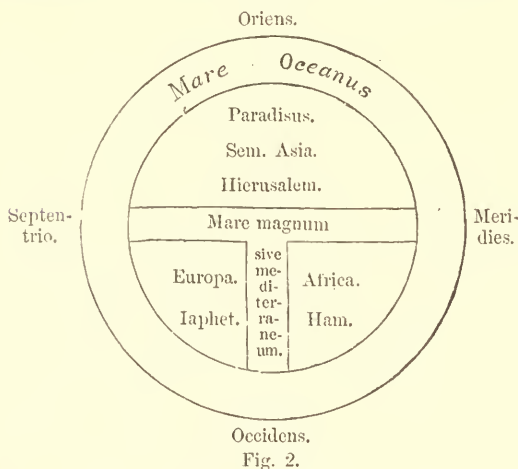 Oriens.
Mare Oceanus
Paradisus.
Sem. Asia.
Hierusalem.
Septen-
trio.
Mare magnum
Meri-
dies.
Europa.
Iaphet.
sive
me-
di-
ter-
ra-
ne-
um.
Africa.
Ham.
Occidens.
Fig. 2.